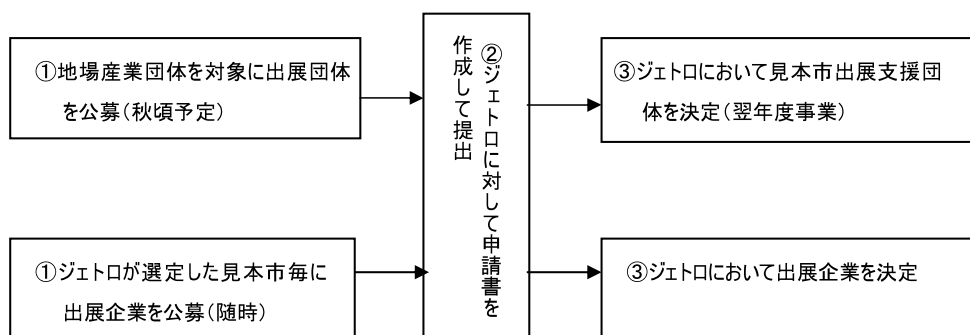 ①地場産業団体を対象に出展団体
を公募(秋頃予定)
①ジェトロが選定した見本市毎に
出展企業を公募(随時)
②ジェトロに対して申請書を
作成して提出
③ジェトロにおいて見本市出展支援団
体を決定(翌年度事業)
③ジェトロにおいて出展企業を決定